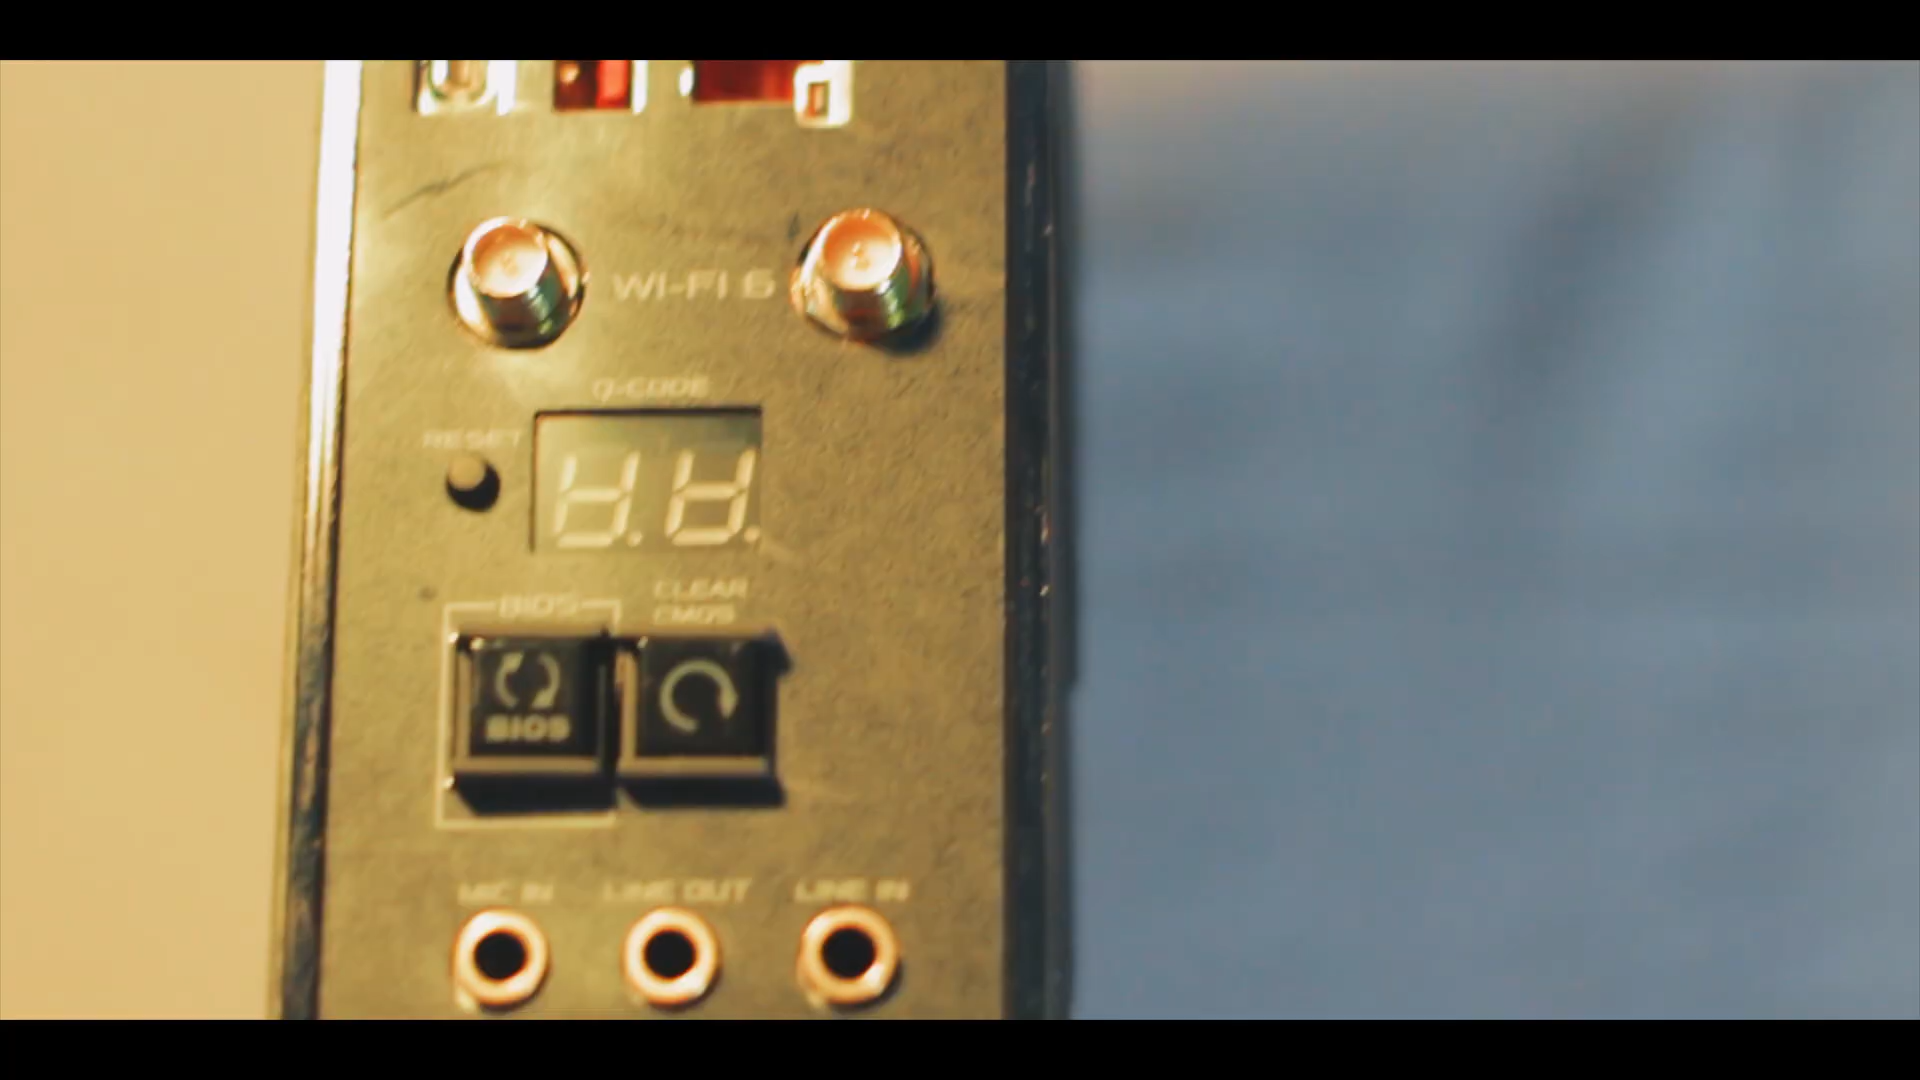 WI-FI 6
Q-CODE
RESET
BIOS
CLEAR
CMOS
BIOS
MIC IN
LINE OUT
LINE IN